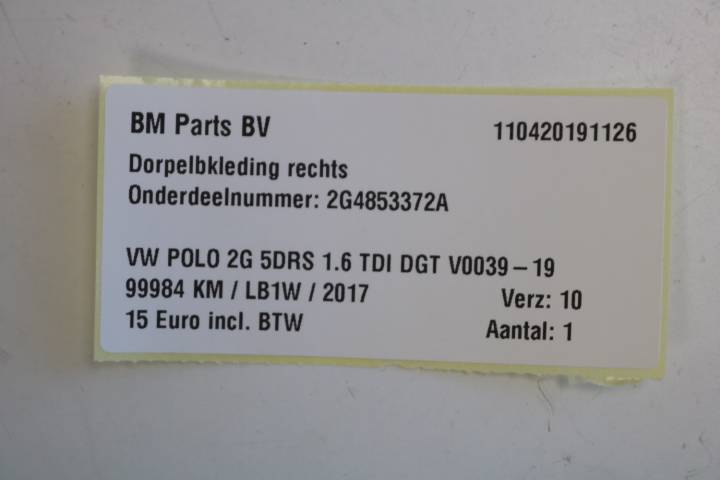 BM Parts BV 110420191126
Dorpelbkleding rechts
Onderdeelnummer: 2G4853372A
VW POLO 2G 5DRS 1.6 TDI DGT V0039-19
99984 KM / LB1W / 2017 Verz: 10
15 Euro incl. BTW Aantal: 1